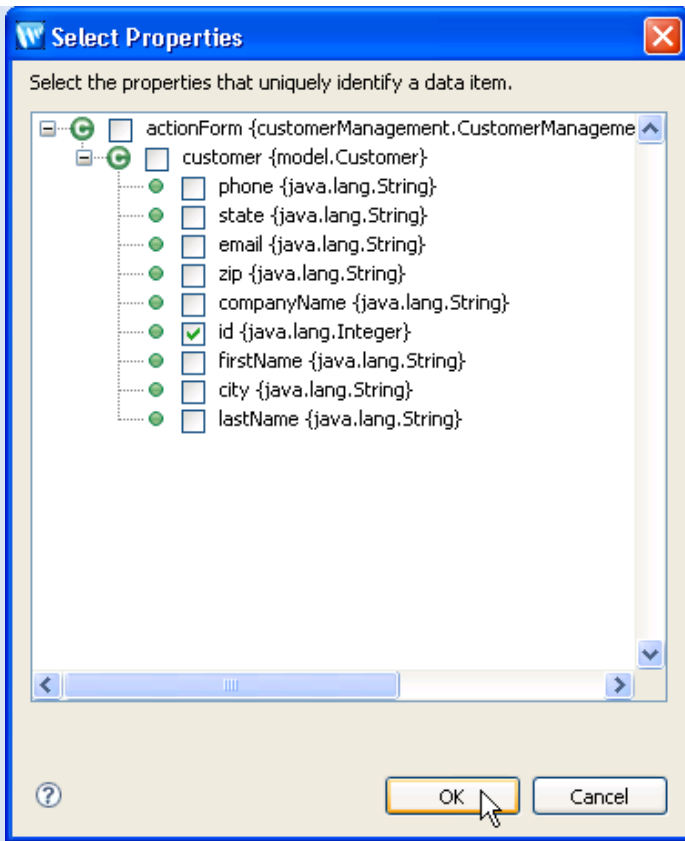 Select Properties
Select the properties that uniquely identify a data item.
actionForm {customerManagement.CustomerManageme
customer {model.Customer}
phone {java.lang.String}
state {java.lang.String}
email {java.lang.String}
zip {java.lang.String}
companyName {java.lang.String}
id {java.lang.Integer}
firstName {java.lang.String}
city {java.lang.String}
lastName {java.lang.String}
OK Cancel